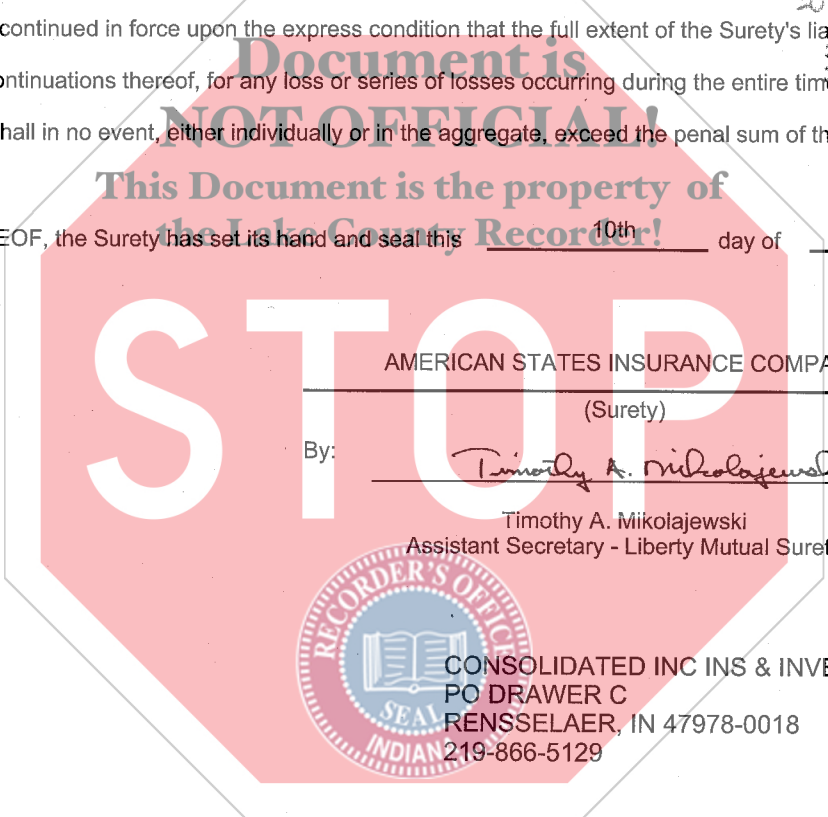 continued in force upon the express condition that the full extent of the Surety's lia
Document is
ontinuations thereof, for any loss or series of losses occurring during the entire tim
NOT OFFICIAL!
hall in no event, either individually or in the aggregate, exceed the penal sum of th
This Document is the property of
the Lake County Recorder!
EOF, the Surety has set its hand and seal this 10th day of
STOP
AMERICAN STATES INSURANCE COMPA
(Surety)
By: Timothy A. Mikolajewsk
Timothy A. Mikolajewski
Assistant Secretary - Liberty Mutual Suret
RECORDER'S OFFICE
SEAL
INDIANA
CONSOLIDATED INC INS & INVE
PO DRAWER C
RENSSELAER, IN 47978-0018
219-866-5129